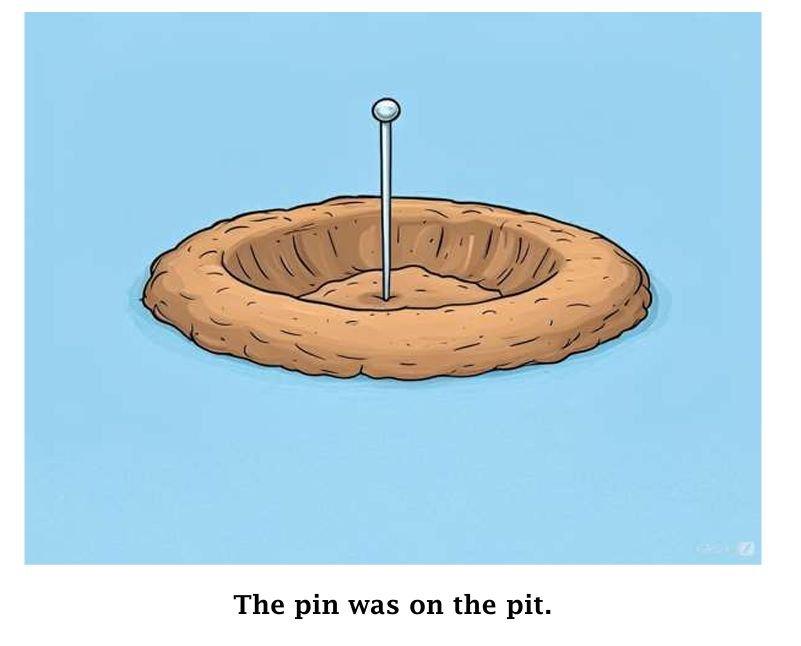 The pin was on the pit.